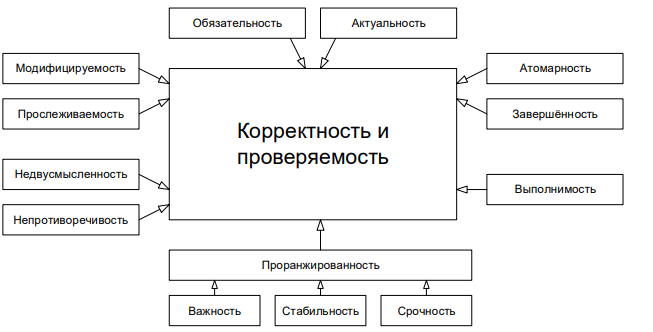 Обязательность
Актуальность
Модифицируемость
Атомарность
Прослеживаемость
Завершённость
Корректность и
проверяемость
Недвусмысленность
Выполнимость
Непротиворечивость
Проранжированность
Важность
Стабильность
Срочность